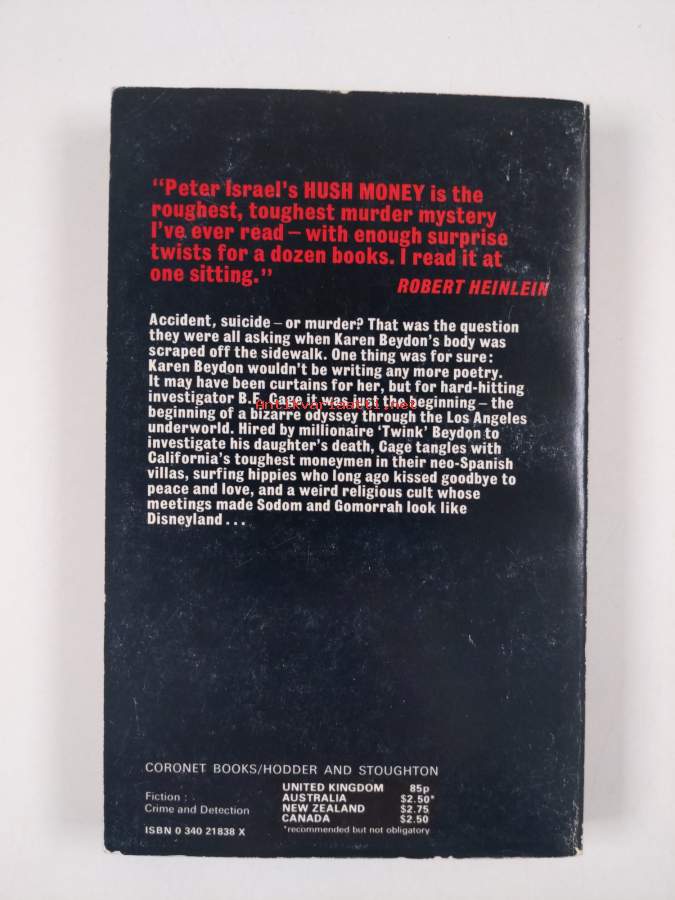 "Peter Israel's HUSH MONEY is the
roughest, toughest murder mystery
I've ever read – with enough surprise
twists for a dozen books. I read it at
one sitting."
ROBERT HEINLEIN
Accident, suicide – or murder? That was the question
they were all asking when Karen Beydon's body was
scraped off the sidewalk. One thing was for sure:
Karen Beydon wouldn't be writing any more poetry.
It may have been curtains for her, but for hard-hitting
investigator B.F. Cage it was just the beginning – the
Antikvariaatti.net
beginning of a bizarre odyssey through the Los Angeles
underworld. Hired by millionaire 'Twink' Beydon to
investigate his daughter's death, Cage tangles with
California's toughest moneymen in their neo-Spanish
villas, surfing hippies who long ago kissed goodbye to
peace and love, and a weird religious cult whose
meetings made Sodom and Gomorrah look like
Disneyland...
CORONET BOOKS/HODDER AND STOUGHTON
Fiction :
Crime and Detection
ISBN 0 340 21838 X
UNITED KINGDOM 85p
AUSTRALIA $2.50*
NEW ZEALAND $2.75
CANADA $2.50
*recommended but not obligatory